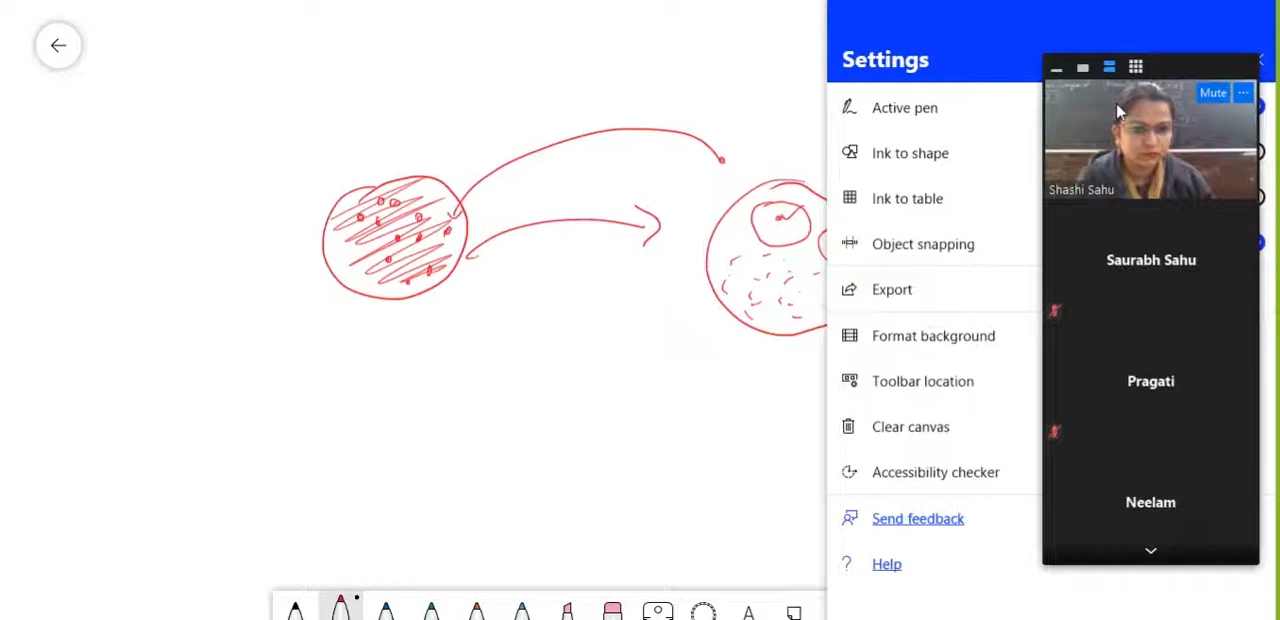 Settings
Active pen
Ink to shape
Ink to table
Object snapping
Export
Format background
Toolbar location
Clear canvas
Accessibility checker
Send feedback
Help
Mute
Shashi Sahu
Saurabh Sahu
Pragati
Neelam